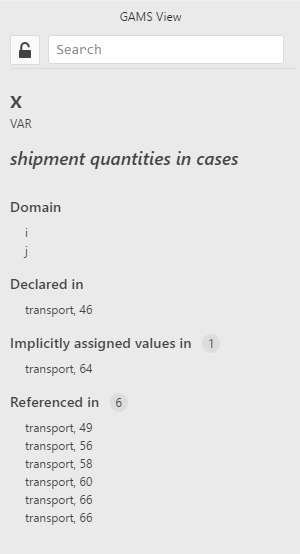 GAMS View
Search
x
VAR
shipment quantities in cases
Domain
i
j
Declared in
transport, 46
Implicitly assigned values in 1
transport, 64
Referenced in 6
transport, 49
transport, 56
transport, 58
transport, 60
transport, 66
transport, 66